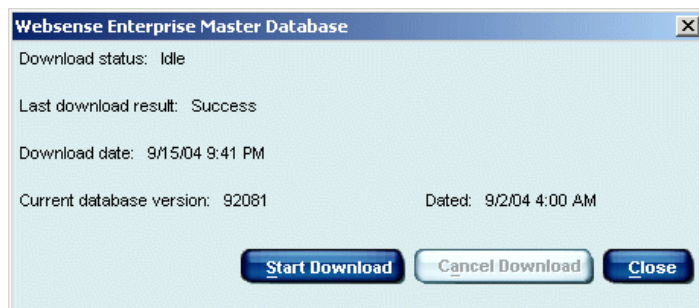 Websense Enterprise Master Database
Download status: Idle
Last download result: Success
Download date: 9/15/04 9:41 PM
Current database version: 92081 Dated: 9/2/04 4:00 AM
Start Download Cancel Download Close